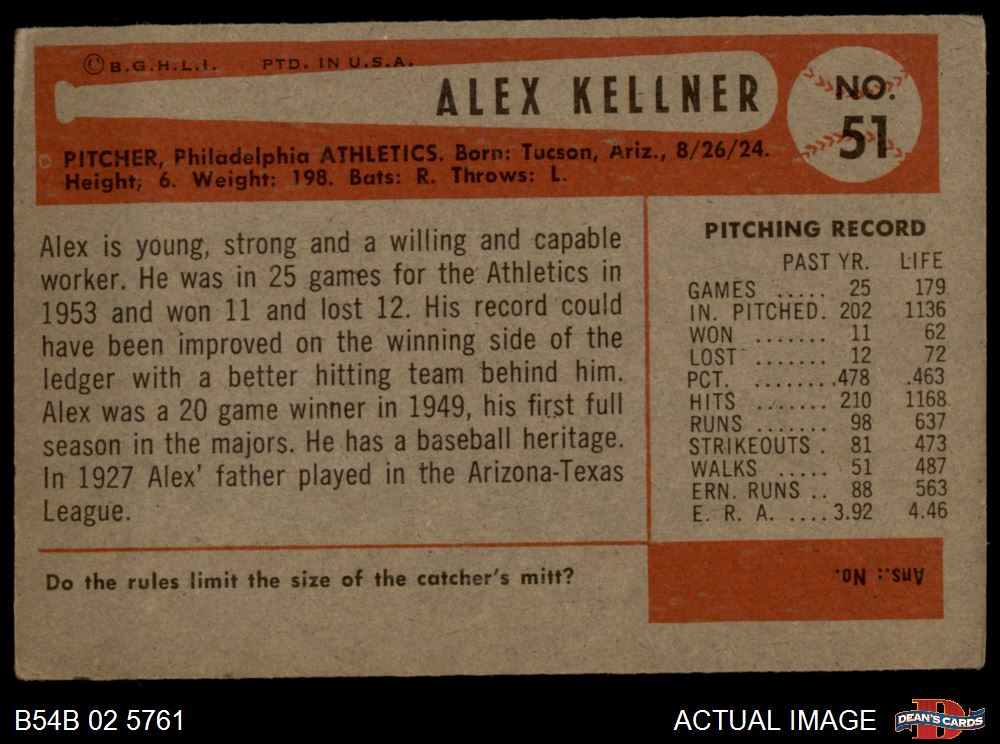 ©B.G.H.L.I. PTD. IN U.S.A.
ALEX KELLNER
NO.
51
PITCHER, Philadelphia ATHLETICS. Born: Tucson, Ariz., 8/26/24.
Height; 6. Weight: 198. Bats: R. Throws: L.
Alex is young, strong and a willing and capable
worker. He was in 25 games for the Athletics in
1953 and won 11 and lost 12. His record could
have been improved on the winning side of the
ledger with a better hitting team behind him.
Alex was a 20 game winner in 1949, his first full
season in the majors. He has a baseball heritage.
In 1927 Alex' father played in the Arizona-Texas
League.
PITCHING RECORD
PAST YR. LIFE
GAMES ..... 25 179
IN. PITCHED. 202 1136
WON ....... 11 62
LOST ....... 12 72
PCT. ........ .478 .463
HITS ....... 210 1168
RUNS ....... 98 637
STRIKEOUTS . 81 473
WALKS ..... 51 487
ERN. RUNS .. 88 563
E. R. A. .... 3.92 4.46
Do the rules limit the size of the catcher's mitt?
Ans.: No.
B54B 02 5761
ACTUAL IMAGE
DEAN'S CARDS